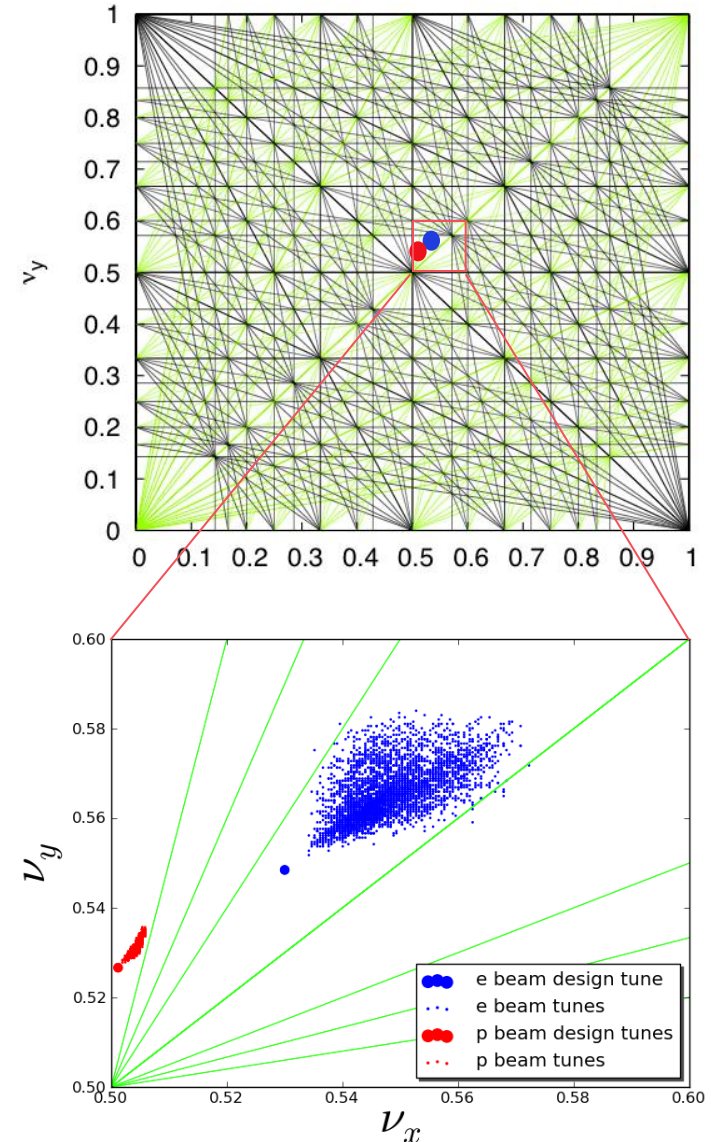 1
0.9
0.8
0.7
0.6
0.5
0.4
0.3
0.2
0.1
0
νy
0 0.1 0.2 0.3 0.4 0.5 0.6 0.7 0.8 0.9 1
0.60
0.58
0.56
0.54
0.52
0.50
νy
e beam design tune
e beam tunes
p beam design tunes
p beam tunes
0.50 0.52 0.54 0.56 0.58 0.60
νx